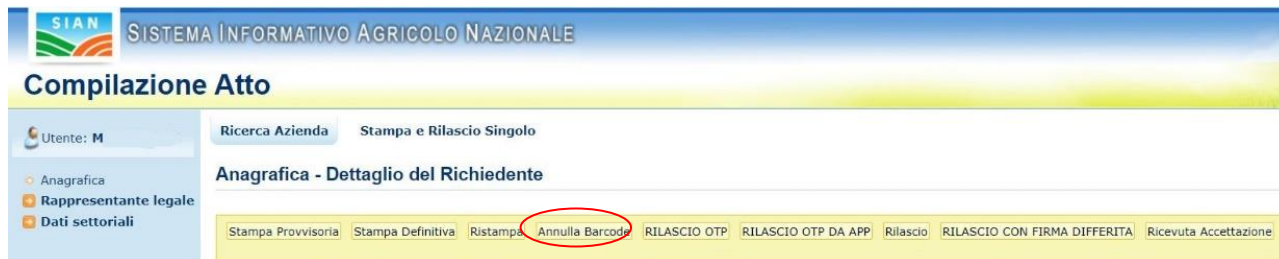 SIAN
SISTEMA INFORMATIVO AGRICOLO NAZIONALE
Compilazione Atto
Utente: M
Ricerca Azienda Stampa e Rilascio Singolo
Anagrafica - Dettaglio del Richiedente
Anagrafica
Rappresentante legale
Dati settoriali
Stampa Provvisoria Stampa Definitiva Ristampa Annulla Barcode RILASCIO OTP RILASCIO OTP DA APP Rilascio RILASCIO CON FIRMA DIFFERITA Ricevuta Accettazione